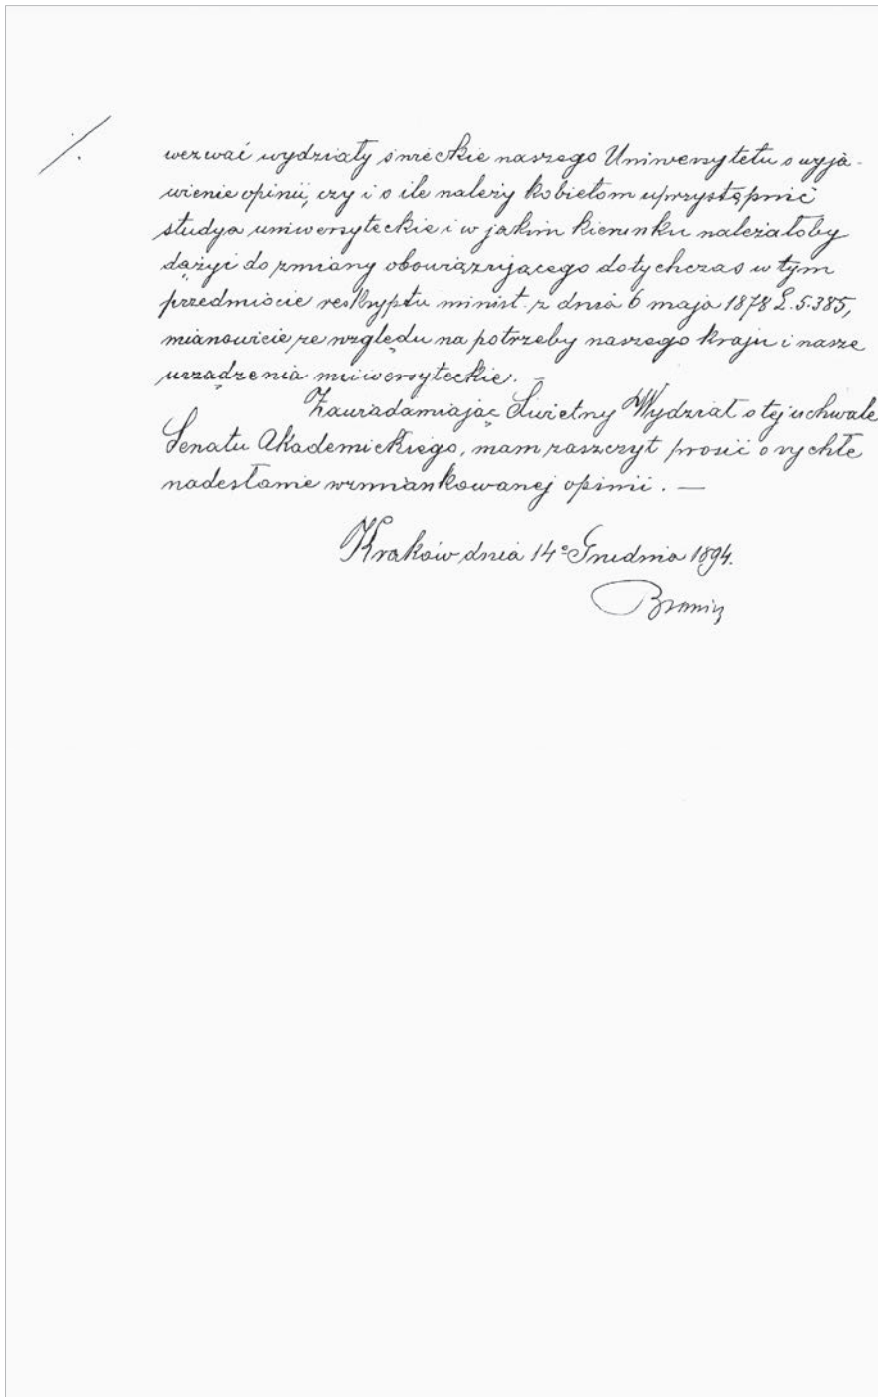 ./.
wezwać wydziały świeckie naszego Uniwersytetu o wyja-
wienie opinii, czy i o ile należy kobietom uprzystępnić
studya uniwersyteckie i w jakim kierunku należałoby
dążyć do zmiany obowiązującego dotychczas w tym
przedmiocie reskryptu minist. z dnia 6 maja 1878 L. 5.385,
mianowicie ze względu na potrzeby naszego kraju i nasze
urządzenia uniwersyteckie. —
Zawiadamiając Świetny Wydział o tej uchwale
Senatu Akademickiego, mam zaszczyt prosić o rychłe
nadesłanie wzmiankowanej opinii. —
Kraków dnia 14e Grudnia 1894.